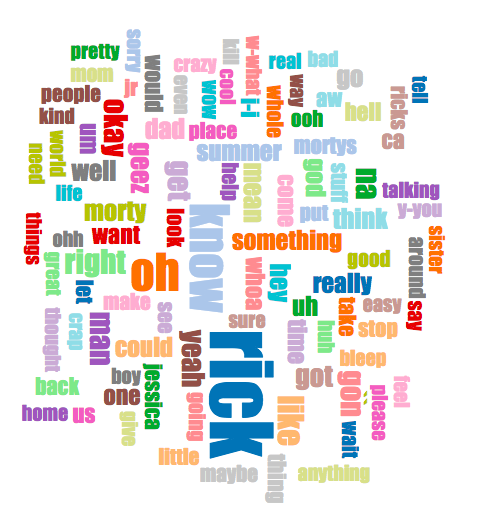 sorry
pretty
would
crazy
kill
w-what
real
bad
mom
jr
even
wow
cool
i-i
way
go
tell
people
okay
whole
aw
hell
ricks
kind
um
dad
place
ooh
ca
need
world
well
geez
summer
mortys
life
get
help
mean
come
god
stuff
na
talking
things
morty
look
know
put
think
y-you
ohh
want
something
sister
great
right
oh
whoa
hey
good
around
let
make
really
say
thought
crap
man
see
sure
uh
take
easy
could
yeah
rick
time
huh
stop
bleep
back
boy
jessica
got
gon
please
feel
one
home
us
give
going
like
wait
little
maybe
thing
anything